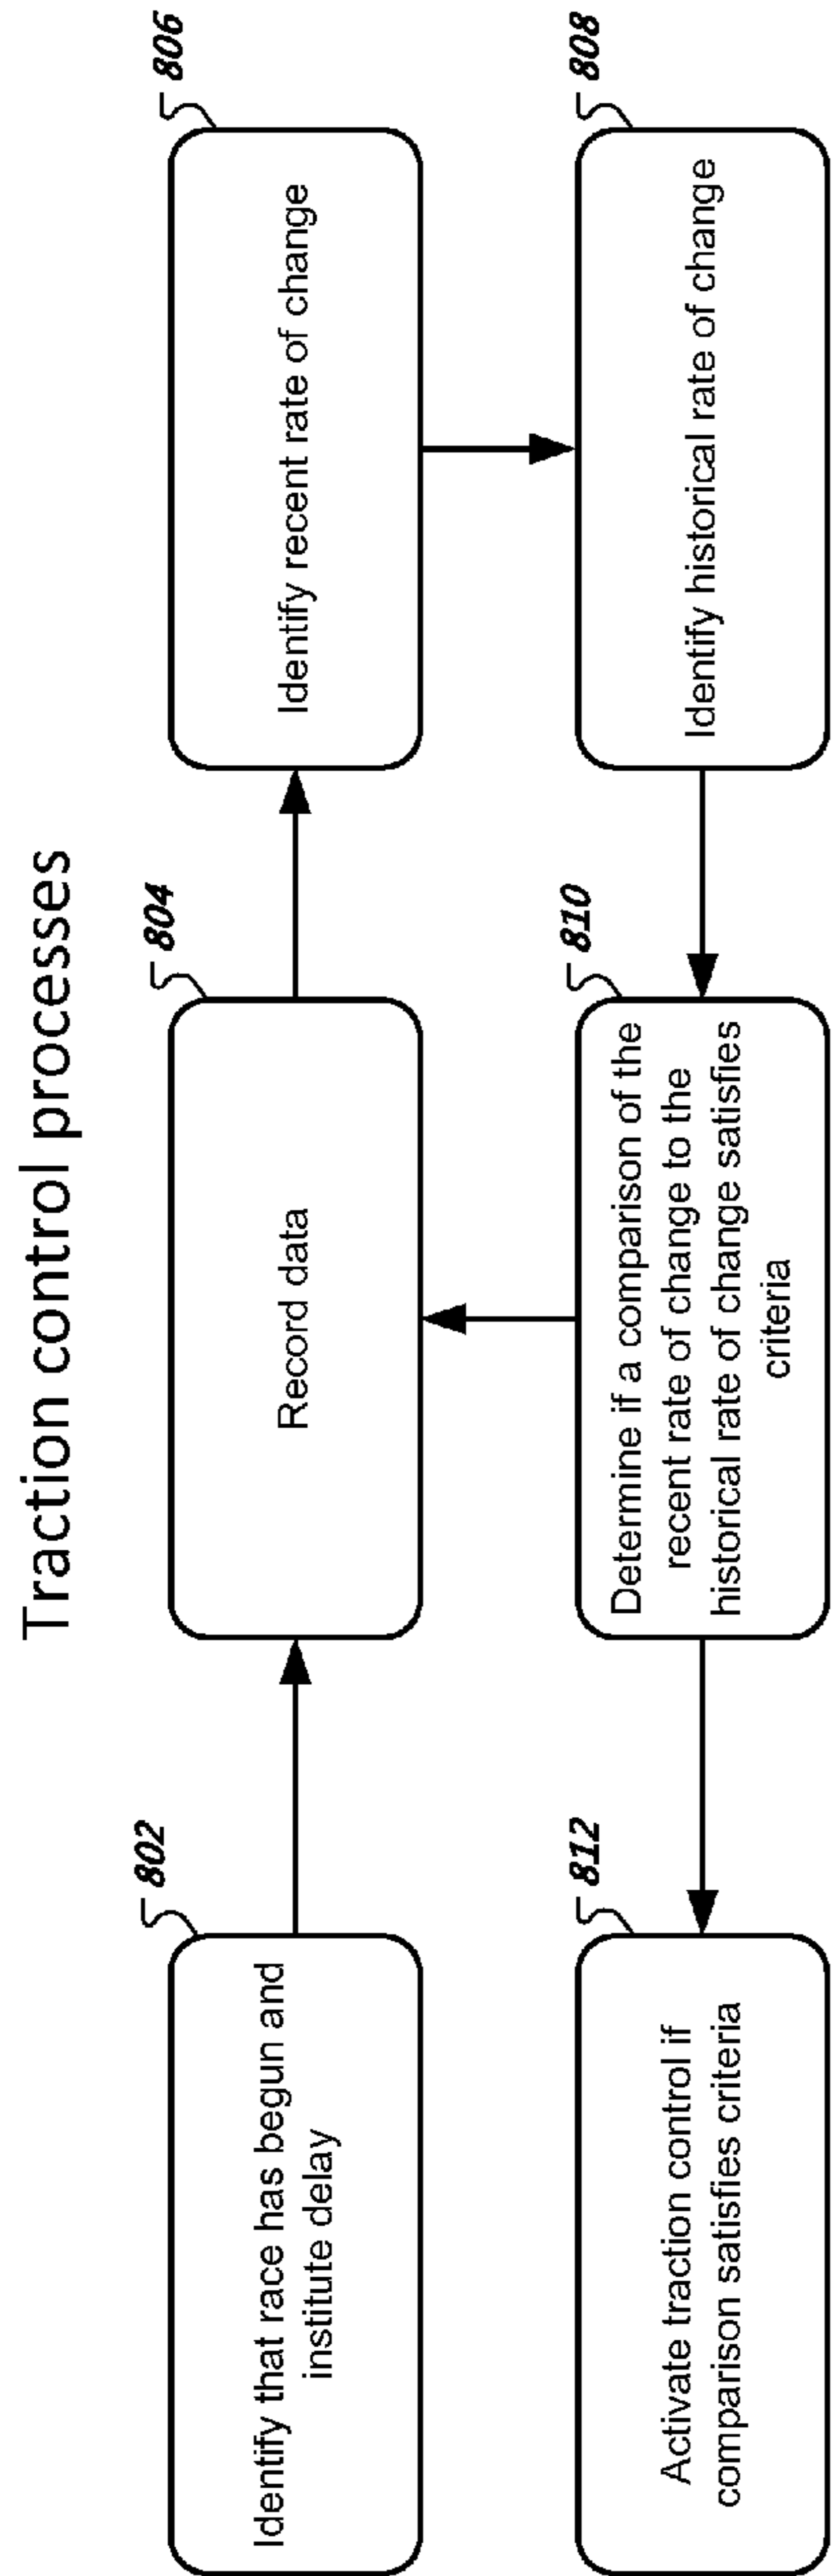 Traction control processes
802
Identify that race has begun and
institute delay
804
Record data
806
Identify recent rate of change
808
Identify historical rate of change
810
Determine if a comparison of the
recent rate of change to the
historical rate of change satisfies
criteria
812
Activate traction control if
comparison satisfies criteria